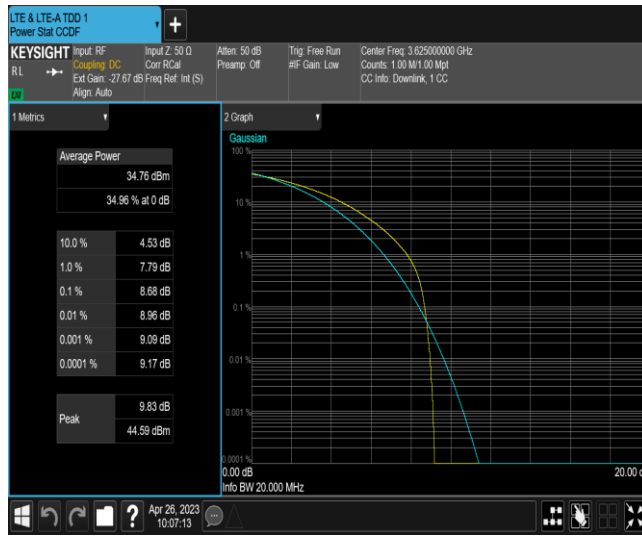 LTE & LTE-A TDD 1
Power Stat CCDF
+
KEYSIGHT
RL
LXI
Input: RF
Coupling: DC
Ext Gain: -27.67 dB
Align: Auto
Input Z: 50 Ω
Corr RCal
Freq Ref: Int (S)
Atten: 50 dB
Preamp: Off
Trig: Free Run
#IF Gain: Low
Center Freq: 3.625000000 GHz
Counts: 1.00 M/1.00 Mpt
CC Info: Downlink, 1 CC
1 Metrics
Average Power
34.76 dBm
34.96 % at 0 dB
10.0 % 4.53 dB
1.0 % 7.79 dB
0.1 % 8.68 dB
0.01 % 8.96 dB
0.001 % 9.09 dB
0.0001 % 9.17 dB
Peak
9.83 dB
44.59 dBm
2 Graph
Gaussian
100 %
10 %
1 %
0.1 %
0.01 %
0.001 %
0.0001 %
0.00 dB 20.00
Info BW 20.000 MHz
?
Apr 26, 2023
10:07:13